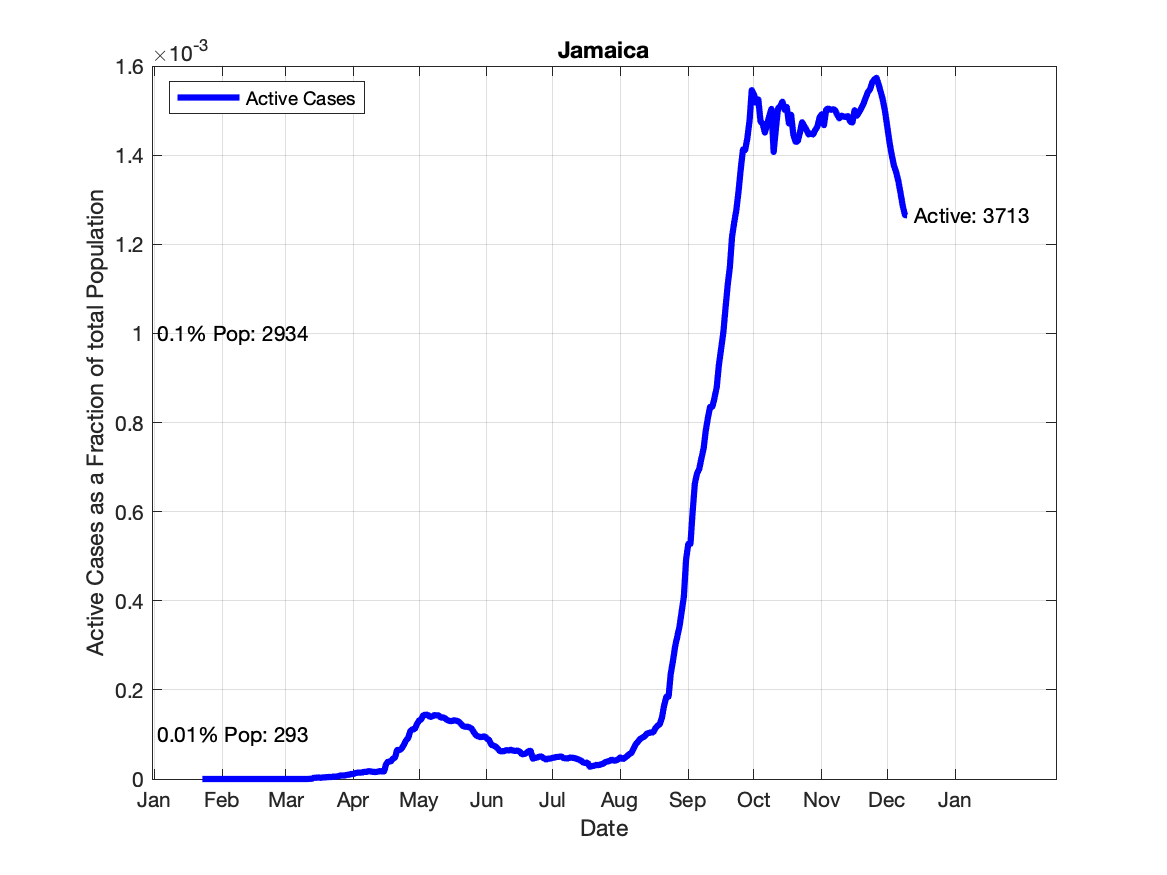 Jamaica
×10-3
Active Cases
1.6
1.4
1.2
1
0.8
0.6
0.4
0.2
0
Active Cases as a Fraction of total Population
Active: 3713
0.1% Pop: 2934
0.01% Pop: 293
Jan Feb Mar Apr May Jun Jul Aug Sep Oct Nov Dec Jan
Date